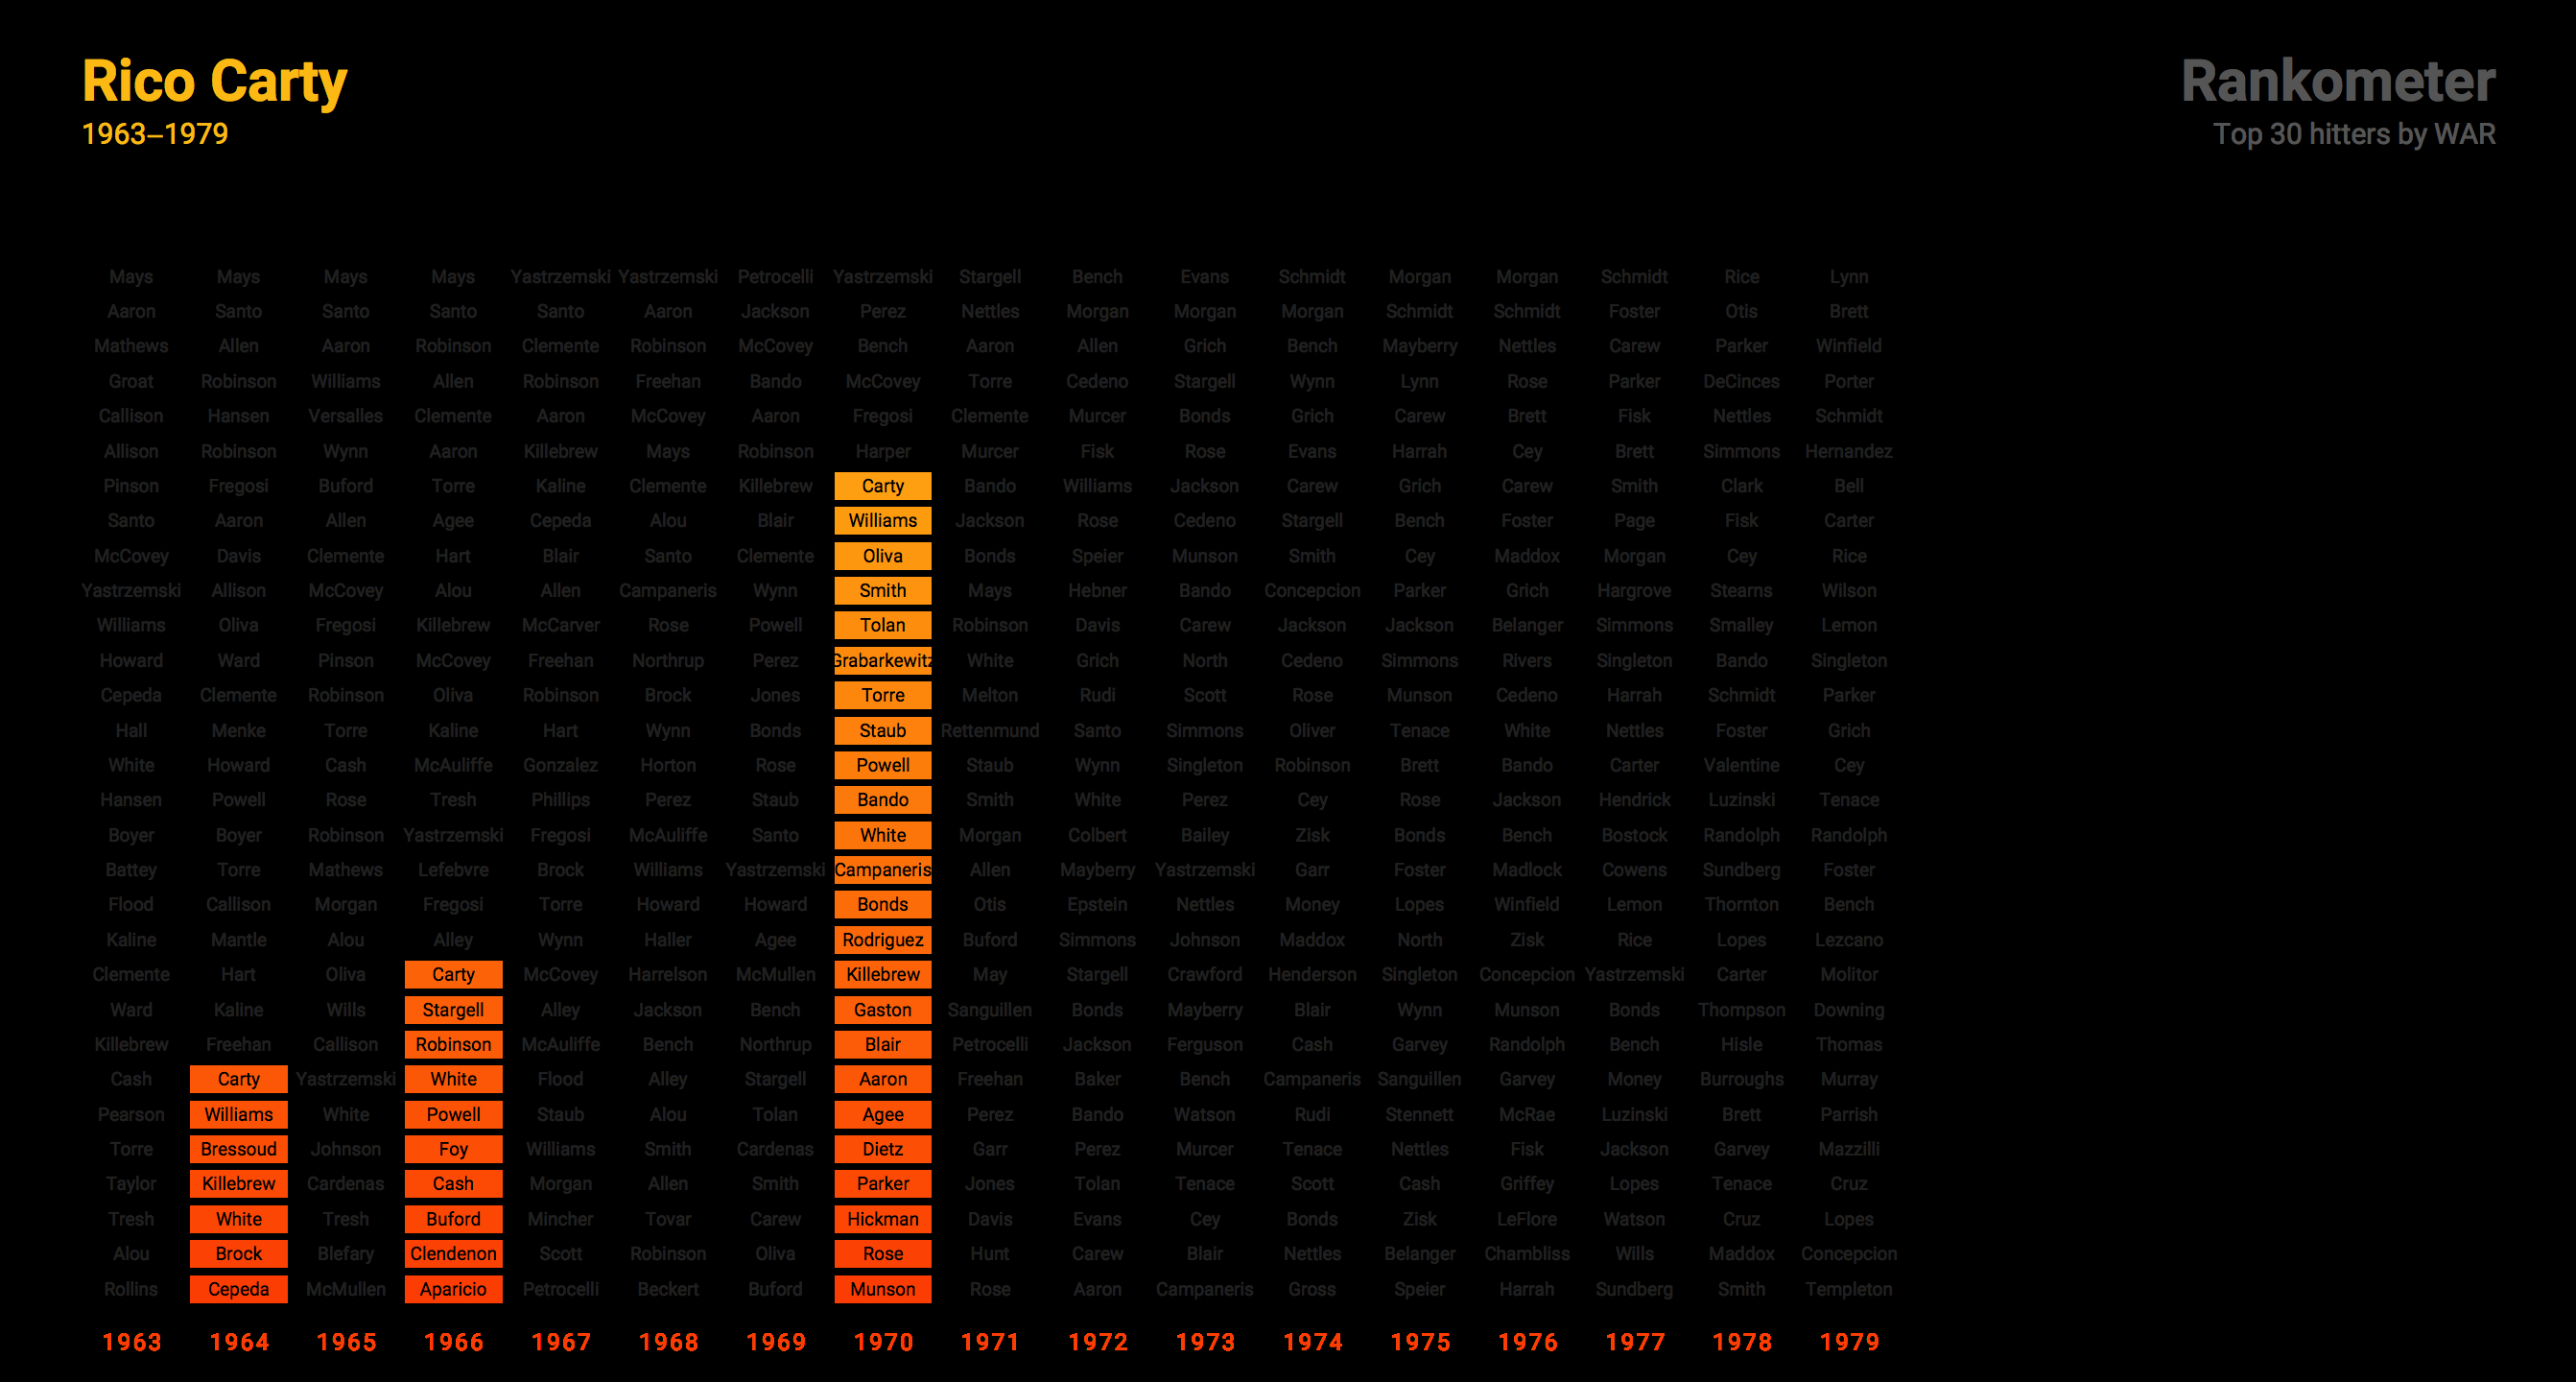 Rico Carty
1963–1979
Rankometer
Top 30 hitters by WAR
Mays Mays Mays Mays Yastrzemski Yastrzemski Petrocelli Yastrzemski Stargell Bench Evans Schmidt Morgan Morgan Schmidt Rice Lynn
Aaron Santo Santo Santo Santo Aaron Jackson Perez Nettles Morgan Morgan Morgan Schmidt Schmidt Foster Otis Brett
Mathews Allen Aaron Robinson Clemente Robinson McCovey Bench Aaron Allen Grich Bench Mayberry Nettles Carew Parker Winfield
Groat Robinson Williams Allen Robinson Freehan Bando McCovey Torre Cedeno Stargell Wynn Lynn Rose Parker DeCinces Porter
Callison Hansen Versalles Clemente Aaron McCovey Aaron Fregosi Clemente Murcer Bonds Grich Carew Brett Fisk Nettles Schmidt
Allison Robinson Wynn Aaron Killebrew Mays Robinson Harper Murcer Fisk Rose Evans Harrah Cey Brett Simmons Hernandez
Pinson Fregosi Buford Torre Kaline Clemente Killebrew Carty Bando Williams Jackson Carew Grich Carew Smith Clark Bell
Santo Aaron Allen Agee Cepeda Alou Blair Williams Jackson Rose Cedeno Stargell Bench Foster Page Fisk Carter
McCovey Davis Clemente Hart Blair Santo Clemente Oliva Bonds Speier Munson Smith Cey Maddox Morgan Cey Rice
Yastrzemski Allison McCovey Alou Allen Campaneris Wynn Smith Mays Hebner Bando Concepcion Parker Grich Hargrove Stearns Wilson
Williams Oliva Fregosi Killebrew McCarver Rose Powell Tolan Robinson Davis Carew Jackson Jackson Belanger Simmons Smalley Lemon
Howard Ward Pinson McCovey Freehan Northrup Perez Grabarkewitz White Grich North Cedeno Simmons Rivers Singleton Bando Singleton
Cepeda Clemente Robinson Oliva Robinson Brock Jones Torre Melton Rudi Scott Rose Munson Cedeno Harrah Schmidt Parker
Hall Menke Torre Kaline Hart Wynn Bonds Staub Rettenmund Santo Simmons Oliver Tenace White Nettles Foster Grich
White Howard Cash McAuliffe Gonzalez Horton Rose Powell Staub Wynn Singleton Robinson Brett Bando Carter Valentine Cey
Hansen Powell Rose Tresh Phillips Perez Staub Bando Smith White Perez Cey Rose Jackson Hendrick Luzinski Tenace
Boyer Boyer Robinson Yastrzemski Fregosi McAuliffe Santo White Morgan Colbert Bailey Zisk Bonds Bench Bostock Randolph Randolph
Battey Torre Mathews Lefebvre Brock Williams Yastrzemski Campaneris Allen Mayberry Yastrzemski Garr Foster Madlock Cowens Sundberg Foster
Flood Callison Morgan Fregosi Torre Howard Howard Bonds Otis Epstein Nettles Money Lopes Winfield Lemon Thornton Bench
Kaline Mantle Alou Alley Wynn Haller Agee Rodriguez Buford Simmons Johnson Maddox North Zisk Rice Lopes Lezcano
Clemente Hart Oliva Carty McCovey Harrelson McMullen Killebrew May Stargell Crawford Henderson Singleton Concepcion Yastrzemski Carter Molitor
Ward Kaline Wills Stargell Alley Jackson Bench Gaston Sanguillen Bonds Mayberry Blair Wynn Munson Bonds Thompson Downing
Killebrew Freehan Callison Robinson McAuliffe Bench Northrup Blair Petrocelli Jackson Ferguson Cash Garvey Randolph Bench Hisle Thomas
Cash Carty Yastrzemski White Flood Alley Stargell Aaron Freehan Baker Bench Campaneris Sanguillen Garvey Money Burroughs Murray
Pearson Williams White Powell Staub Alou Tolan Agee Perez Bando Watson Rudi Stennett McRae Luzinski Brett Parrish
Torre Bressoud Johnson Foy Williams Smith Cardenas Dietz Garr Perez Murcer Tenace Nettles Fisk Jackson Garvey Mazzilli
Taylor Killebrew Cardenas Cash Morgan Allen Smith Parker Jones Tolan Tenace Scott Cash Griffey Lopes Tenace Cruz
Tresh White Tresh Buford Mincher Tovar Carew Hickman Davis Evans Cey Bonds Zisk LeFlore Watson Cruz Lopes
Alou Brock Blefary Clendenon Scott Robinson Oliva Rose Hunt Carew Blair Nettles Belanger Chambliss Wills Maddox Concepcion
Rollins Cepeda McMullen Aparicio Petrocelli Beckert Buford Munson Rose Aaron Campaneris Gross Speier Harrah Sundberg Smith Templeton
1963 1964 1965 1966 1967 1968 1969 1970 1971 1972 1973 1974 1975 1976 1977 1978 1979